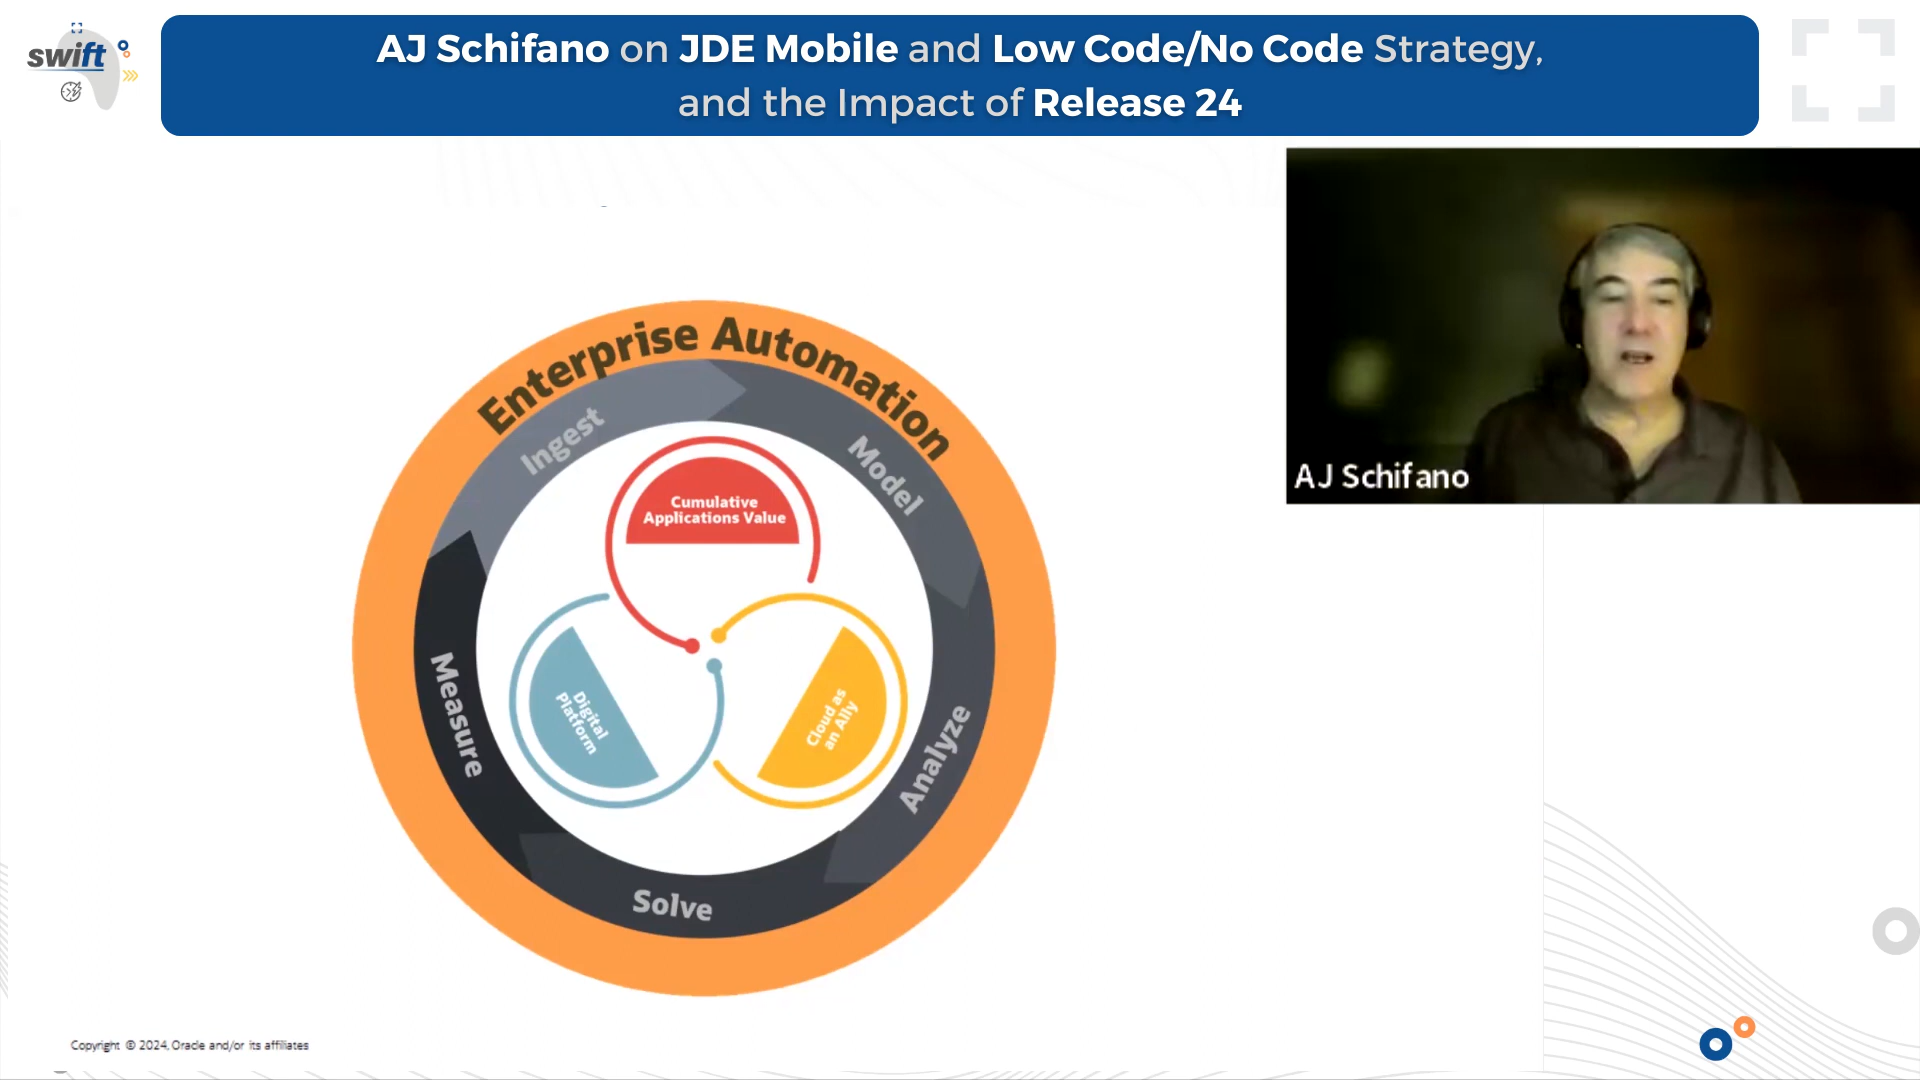 swift
AJ Schifano on JDE Mobile and Low Code/No Code Strategy,
and the Impact of Release 24
AJ Schifano
Enterprise Automation
Ingest
Model
Analyze
Solve
Measure
Cumulative
Applications Value
Cloud as
an Ally
Digital
Platform
Copyright © 2024, Oracle and/or its affiliates